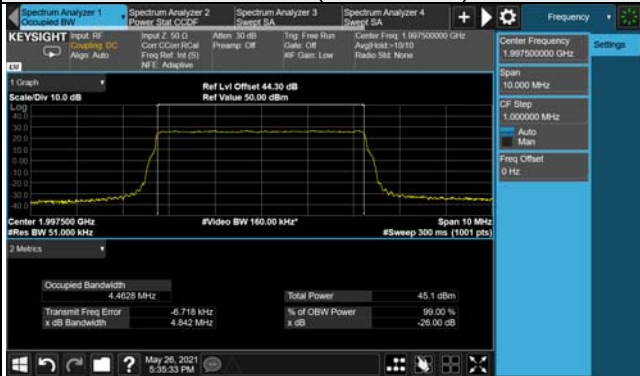 Spectrum Analyzer 1
Occupied BW
Spectrum Analyzer 2
Power Stat CCDF
Spectrum Analyzer 3
Swept SA
Spectrum Analyzer 4
Swept SA
Frequency
KEYSIGHT
Input: RF
Coupling: DC
Align: Auto
Input Z: 50 Ω
Corr CCorr RCal
Freq Ref: Int (S)
NFE: Adaptive
Atten: 30 dB
Preamp: Off
Trig: Free Run
Gate: Off
#IF Gain: Low
Center Freq: 1.997500000 GHz
Avg|Hold:>10/10
Radio Std: None
LXI
Center Frequency
1.997500000 GHz
Settings
Span
10.000 MHz
CF Step
1.000000 MHz
Auto
Man
Freq Offset
0 Hz
1 Graph
Scale/Div 10.0 dB
Ref Lvl Offset 44.30 dB
Ref Value 50.00 dBm
Log
40.0
30.0
20.0
10.0
0.00
-10.0
-20.0
-30.0
-40.0
Center 1.997500 GHz
#Res BW 51.000 kHz
#Video BW 160.00 kHz*
Span 10 MHz
#Sweep 300 ms (1001 pts)
2 Metrics
Occupied Bandwidth
4.4628 MHz
Total Power 45.1 dBm
Transmit Freq Error -6.718 kHz
% of OBW Power 99.00 %
x dB Bandwidth 4.842 MHz
x dB -26.00 dB
May 26, 2021
5:35:33 PM